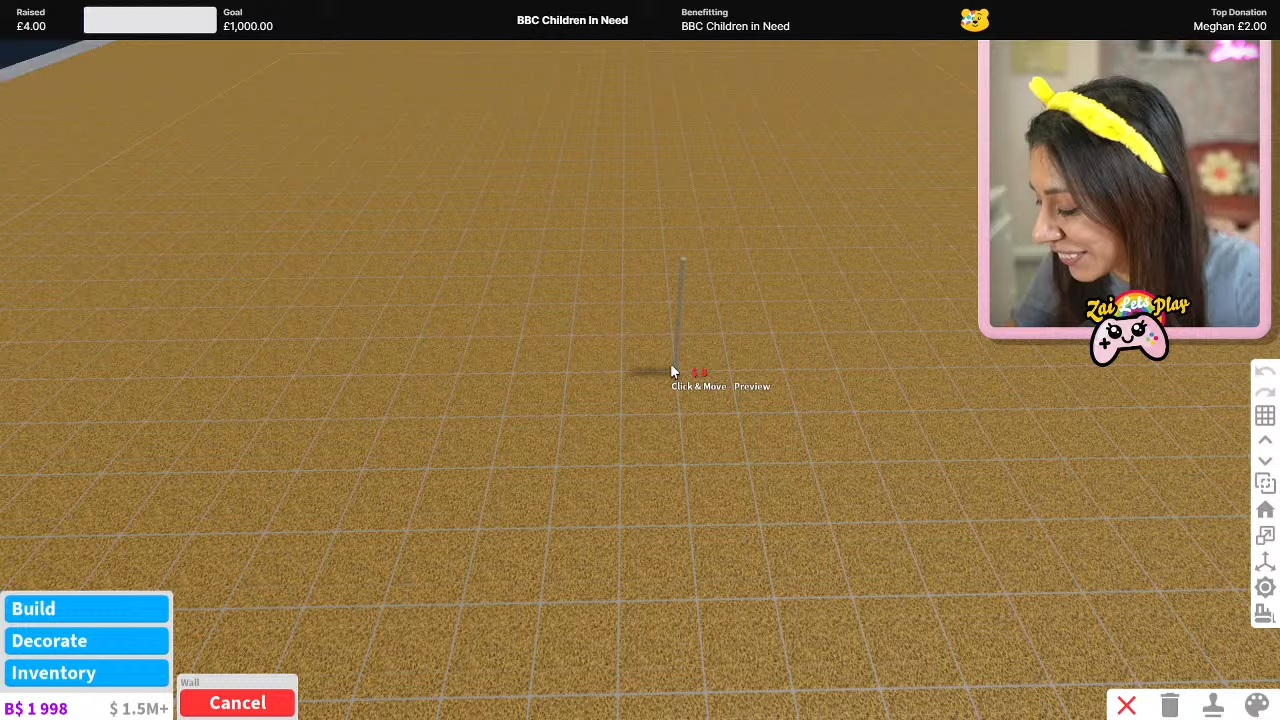 Raised
£4.00
Goal
£1,000.00
BBC Children In Need
Benefitting
BBC Children in Need
Top Donation
Meghan £2.00
Zai Lets Play
$ 8
Click & Move Preview
Build
Decorate
Inventory
Wall
Cancel
B$ 1 998
$ 1.5M+